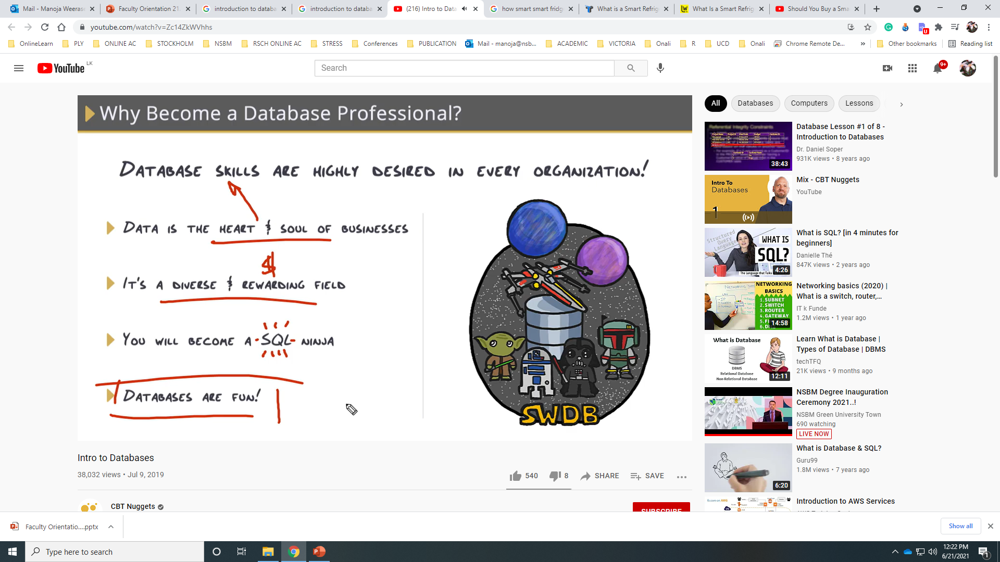 Mail - Manoja Weerase
Faculty Orientation 21
introduction to databa
introduction to databa
(216) Intro to Data
how smart smart fridge
What is a Smart Refrig
What Is a Smart Refrig
Should You Buy a Sma
youtube.com/watch?v=Zc14ZkWVhhs
OnlineLearn
PLY
ONLINE AC
STOCKHOLM
NSBM
RSCH ONLINE AC
STRESS
Conferences
PUBLICATION
Mail - manoja@nsb...
ACADEMIC
VICTORIA
Onali
R
UCD
Onali
Chrome Remote De...
»
Other bookmarks
Reading list
YouTube LK
Search
9+
Why Become a Database Professional?
DATABASE SKILLS ARE HIGHLY DESIRED IN EVERY ORGANIZATION!
DATA IS THE HEART & SOUL OF BUSINESSES
$
IT'S A DIVERSE & REWARDING FIELD
YOU WILL BECOME A SQL NINJA
DATABASES ARE FUN!
SWDB
Intro to Databases
38,032 views • Jul 9, 2019
540
8
SHARE
SAVE
CBT Nuggets
SUBSCRIBE
All
Databases
Computers
Lessons
38:43
Database Lesson #1 of 8 -
Introduction to Databases
Dr. Daniel Soper
931K views • 8 years ago
Intro To
Databases
1
Mix - CBT Nuggets
YouTube
Structured
Query
Language
WHAT IS
SQL?
4:26
What is SQL? [in 4 minutes for
beginners]
Danielle Thé
847K views • 2 years ago
NETWORKING
BASICS
1. SUBNET
2. SWITCH
3. ROUTER
4. GATEWAY
14:58
Networking basics (2020) |
What is a switch, router,...
IT k Funde
1.2M views • 1 year ago
What is Database
DBMS
Relational Database
Non-Relational Database
12:11
Learn What is Database |
Types of Database | DBMS
techTFQ
21K views • 9 months ago
NSBM Degree Inauguration
Ceremony 2021..!
NSBM Green University Town
690 watching
LIVE NOW
6:20
What is Database & SQL?
Guru99
1.8M views • 7 years ago
Introduction to AWS Services
Faculty Orientatio....pptx
Show all
Type here to search
12:22 PM
6/21/2021
1